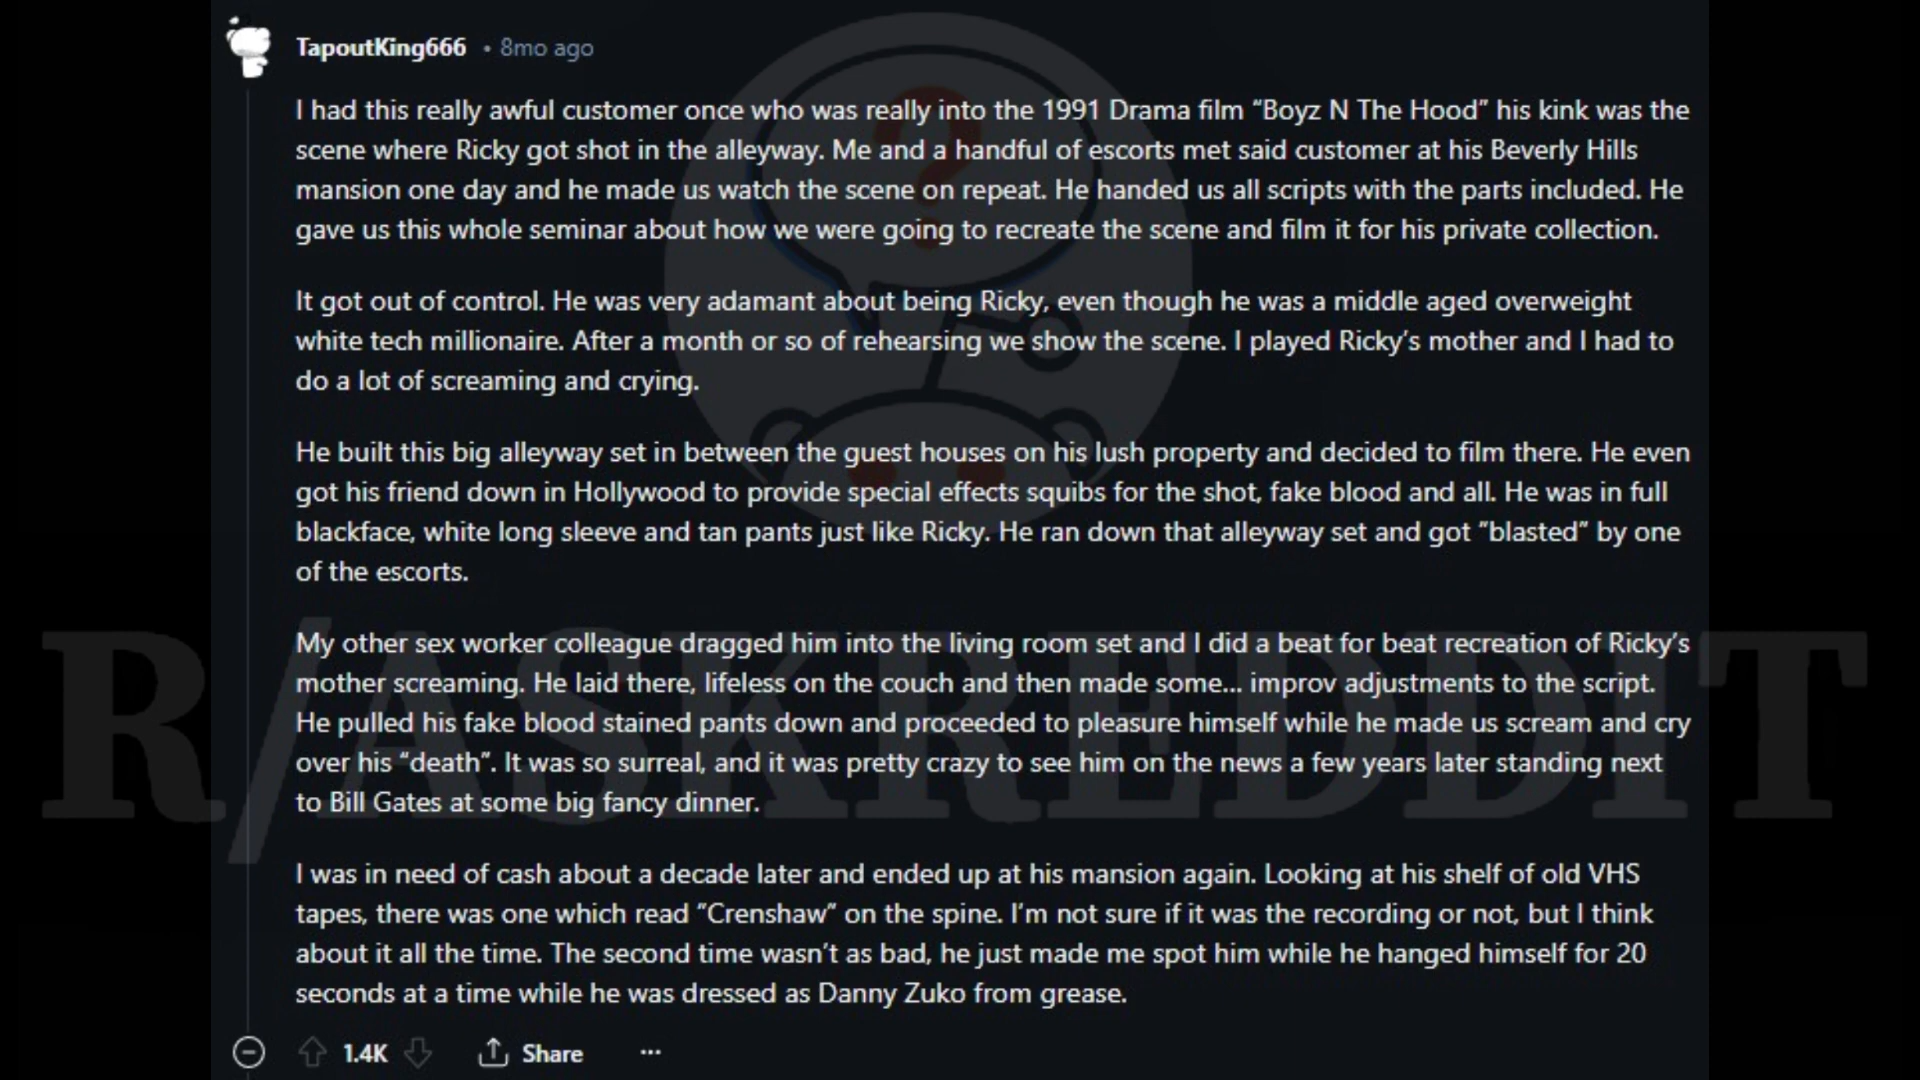 TapoutKing666 • 8mo ago
I had this really awful customer once who was really into the 1991 Drama film “Boyz N The Hood” his kink was the
scene where Ricky got shot in the alleyway. Me and a handful of escorts met said customer at his Beverly Hills
mansion one day and he made us watch the scene on repeat. He handed us all scripts with the parts included. He
gave us this whole seminar about how we were going to recreate the scene and film it for his private collection.
It got out of control. He was very adamant about being Ricky, even though he was a middle aged overweight
white tech millionaire. After a month or so of rehearsing we show the scene. I played Ricky’s mother and I had to
do a lot of screaming and crying.
He built this big alleyway set in between the guest houses on his lush property and decided to film there. He even
got his friend down in Hollywood to provide special effects squibs for the shot, fake blood and all. He was in full
blackface, white long sleeve and tan pants just like Ricky. He ran down that alleyway set and got “blasted” by one
of the escorts.
My other sex worker colleague dragged him into the living room set and I did a beat for beat recreation of Ricky’s
mother screaming. He laid there, lifeless on the couch and then made some... improv adjustments to the script.
He pulled his fake blood stained pants down and proceeded to pleasure himself while he made us scream and cry
over his “death”. It was so surreal, and it was pretty crazy to see him on the news a few years later standing next
to Bill Gates at some big fancy dinner.
I was in need of cash about a decade later and ended up at his mansion again. Looking at his shelf of old VHS
tapes, there was one which read “Crenshaw” on the spine. I’m not sure if it was the recording or not, but I think
about it all the time. The second time wasn’t as bad, he just made me spot him while he hanged himself for 20
seconds at a time while he was dressed as Danny Zuko from grease.
1.4K Share ...
R/ASKREDDIT